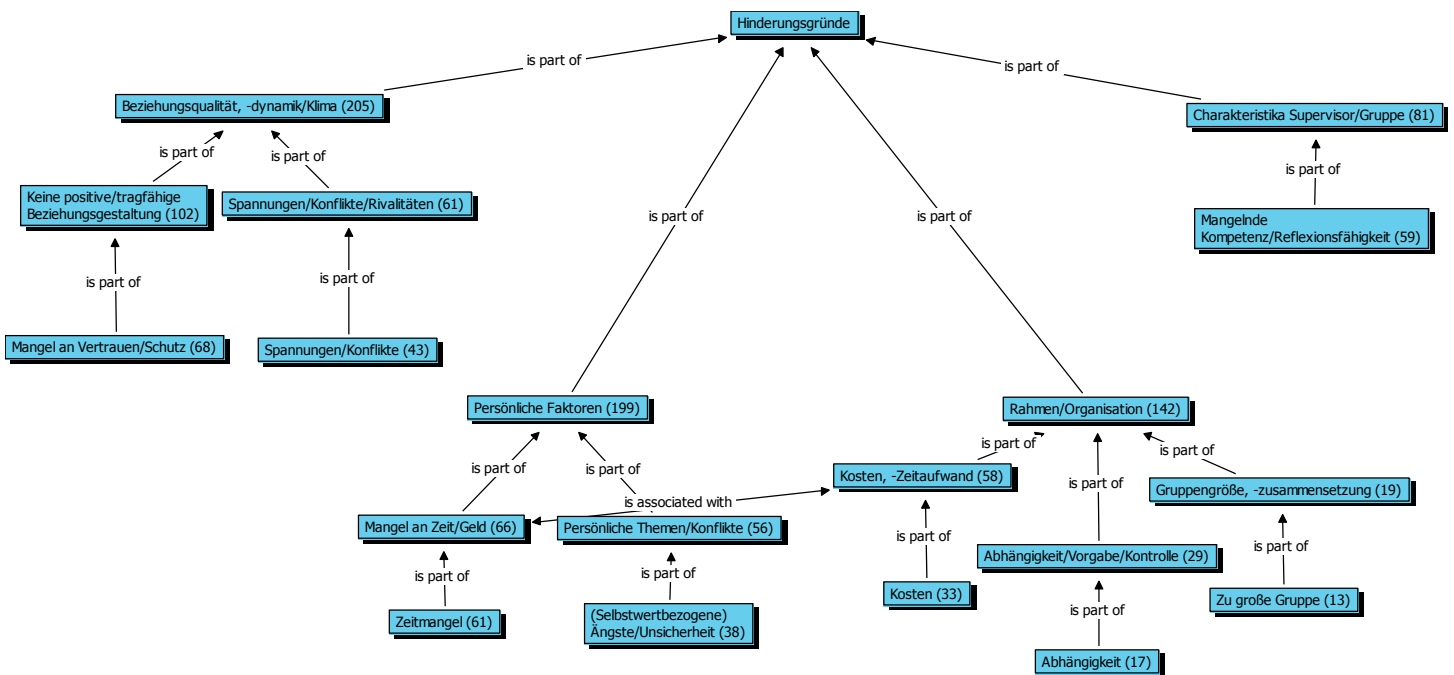 Hinderungsgründe
is part of
is part of
Beziehungsqualität, -dynamik/Klima (205)
Charakteristika Supervisor/Gruppe (81)
is part of
is part of
is part of
Keine positive/tragfähige
Beziehungsgestaltung (102)
Spannungen/Konflikte/Rivalitäten (61)
is part of
is part of
Mangelnde
Kompetenz/Reflexionsfähigkeit (59)
is part of
is part of
Mangel an Vertrauen/Schutz (68)
Spannungen/Konflikte (43)
Persönliche Faktoren (199)
Rahmen/Organisation (142)
is part of
is part of
is part of
is part of
is part of
Kosten, -Zeitaufwand (58)
Gruppengröße, -zusammensetzung (19)
is associated with
Mangel an Zeit/Geld (66)
Persönliche Themen/Konflikte (56)
is part of
is part of
Abhängigkeit/Vorgabe/Kontrolle (29)
is part of
is part of
Kosten (33)
Zu große Gruppe (13)
is part of
Zeitmangel (61)
(Selbstwertbezogene)
Ängste/Unsicherheit (38)
Abhängigkeit (17)